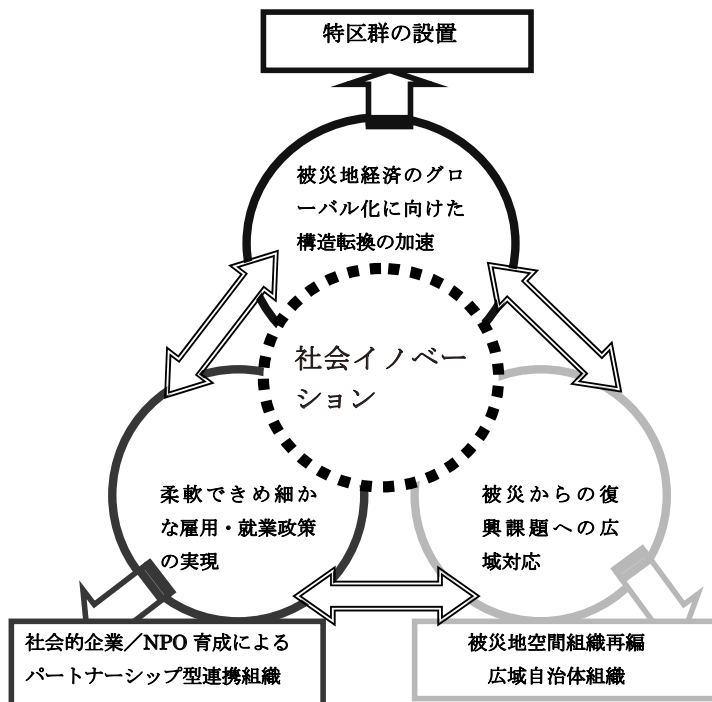 特区群の設置
被災地経済のグロ
ーバル化に向けた
構造転換の加速
社会イノベー
ション
柔軟できめ細か
な雇用・就業政策
の実現
被災からの復
興課題への広
域対応
社会的企業／NPO 育成による
パートナーシップ型連携組織
被災地空間組織再編
広域自治体組織